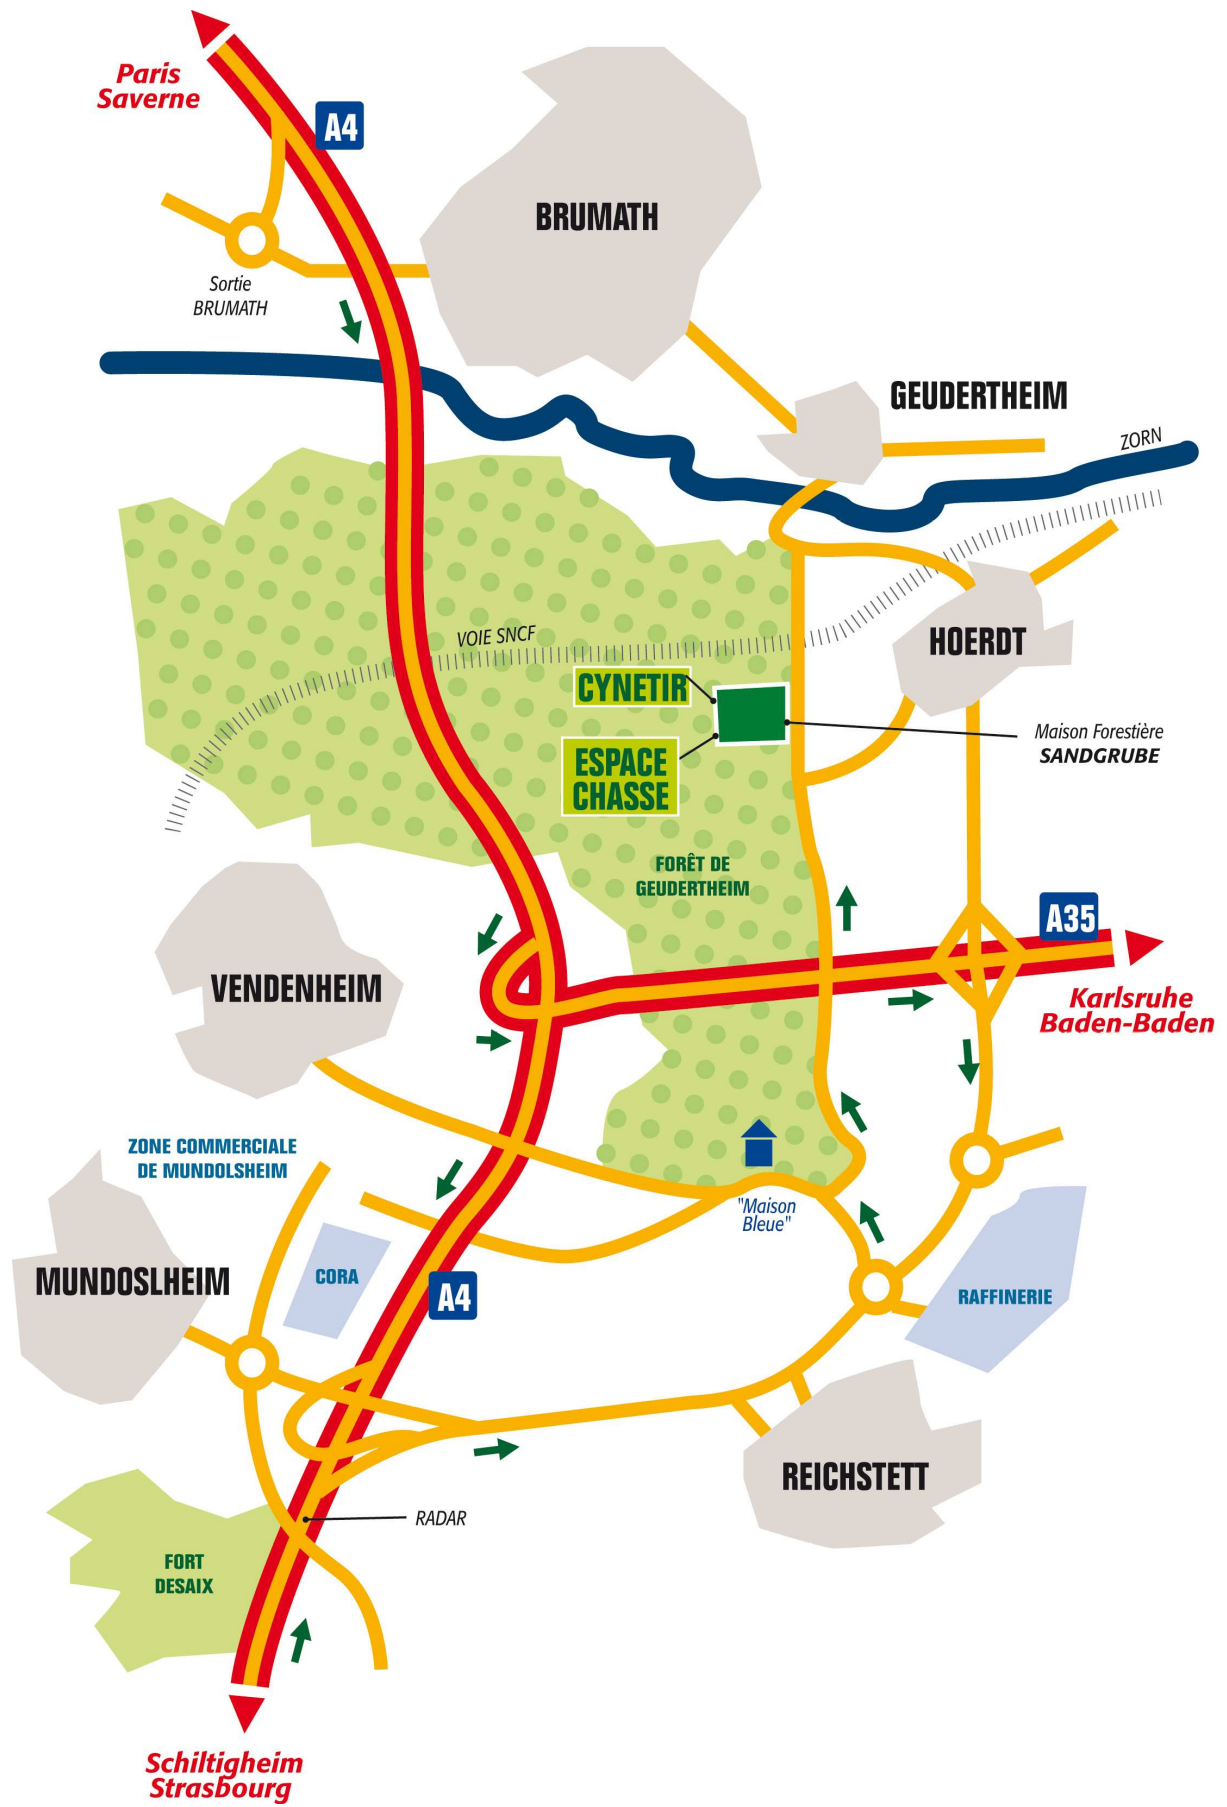 Paris
Saverne
A4
BRUMATH
Sortie
BRUMATH
GEUDERTHEIM
ZORN
VOIE SNCF
HOERDT
CYNETIR
Maison Forestière
SANDGRUBE
ESPACE
CHASSE
FORÊT DE
GEUDERTHEIM
A35
VENDENHEIM
Karlsruhe
Baden-Baden
ZONE COMMERCIALE
DE MUNDOLSHEIM
"Maison
Bleue"
MUNDOSLHEIM
CORA
A4
RAFFINERIE
REICHSTETT
RADAR
FORT
DESAIX
Schiltigheim
Strasbourg